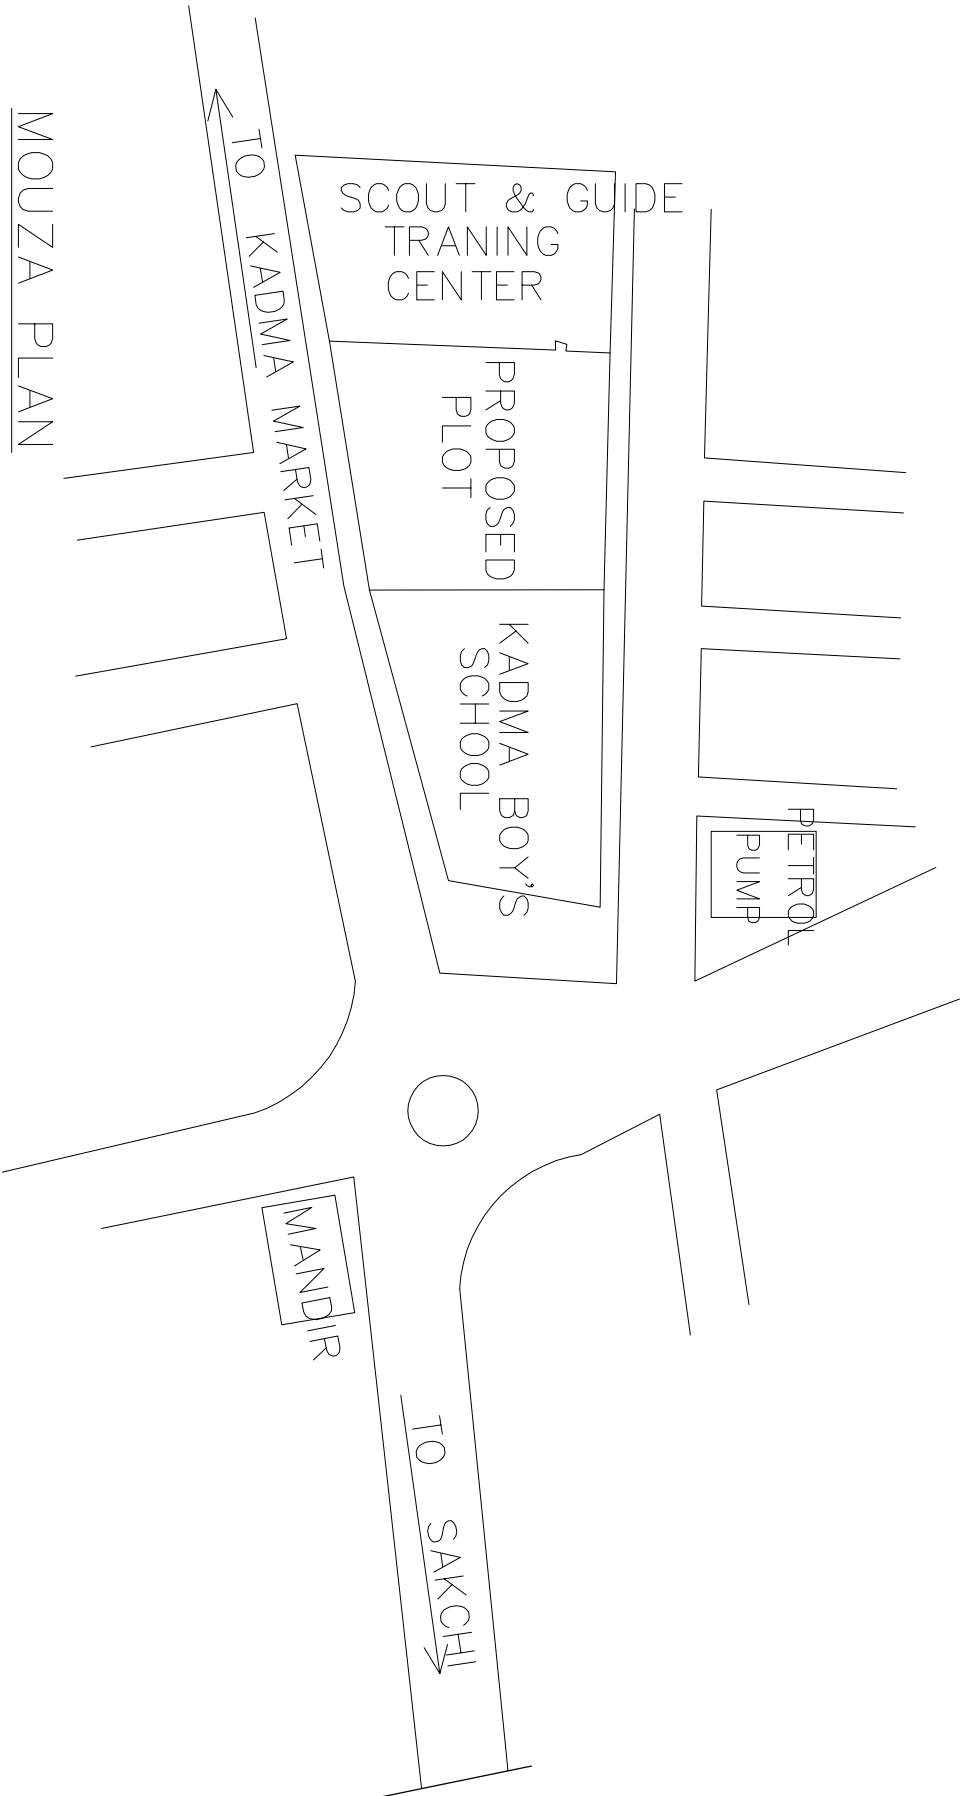 SCOUT & GUIDE
TRANING
CENTER
TO KADMA MARKET
PROPOSED
PLOT
KADMA BOY'S
SCHOOL
PETROL
PUMP
MANDIR
TO SAKCHI
MOUZA PLAN